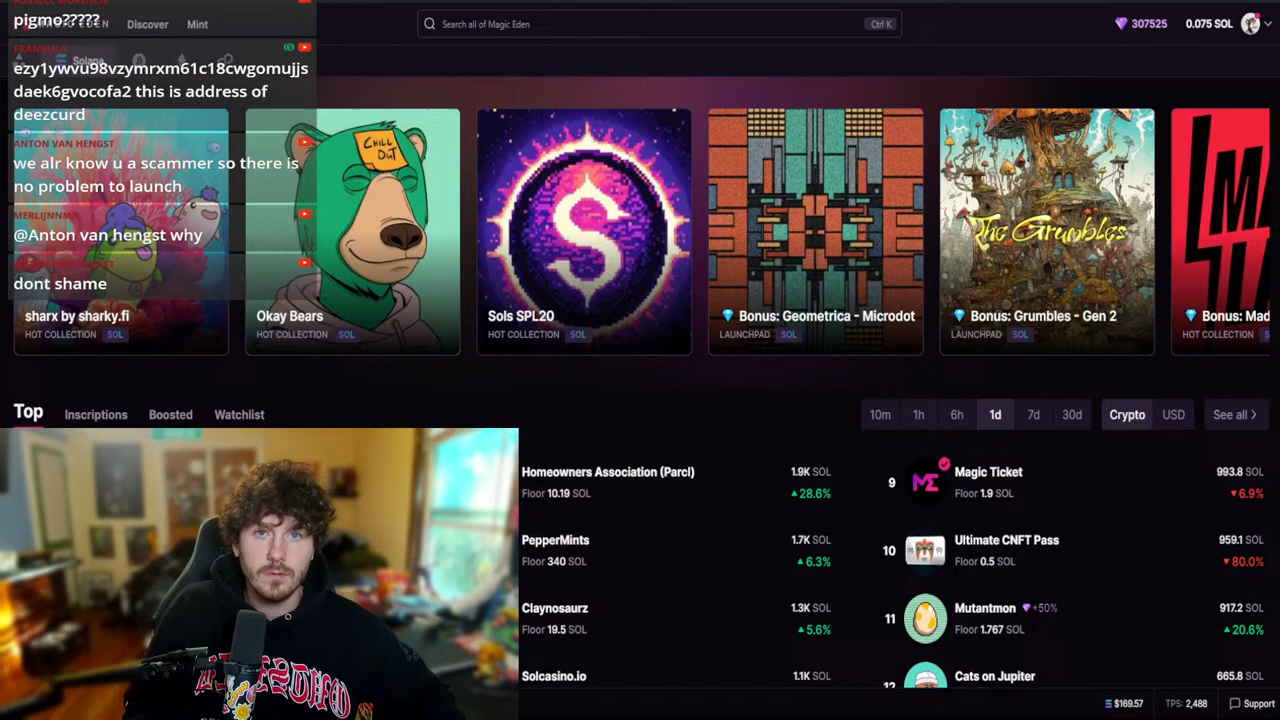 pigmo?????
EDEN
Discover
Mint
Search all of Magic Eden
Ctrl K
307525
0.075 SOL
FRANGULA
Solana
ezy1ywvu98vzymrxm61c18cwgomujjs
daek6gvocofa2 this is address of
deezcurd
ANTON VAN HENGST
we alr know u a scammer so there is
no problem to launch
MERLIJNNMA
@Anton van hengst why
dont shame
CHILL
OUT
S
The Grumbles
sharx by sharky.fi
HOT COLLECTION SOL
Okay Bears
HOT COLLECTION SOL
Sols SPL20
HOT COLLECTION SOL
Bonus: Geometrica - Microdot
LAUNCHPAD SOL
Bonus: Grumbles - Gen 2
LAUNCHPAD SOL
Bonus: Mad
HOT COLLECTION S
Top
Inscriptions
Boosted
Watchlist
10m
1h
6h
1d
7d
30d
Crypto
USD
See all
Homeowners Association (Parcl)
1.9K SOL
Floor 10.19 SOL
28.6%
9
ME
Magic Ticket
993.8 SOL
Floor 1.9 SOL
6.9%
PepperMints
1.7K SOL
Floor 340 SOL
6.3%
10
Ultimate CNFT Pass
959.1 SOL
Floor 0.5 SOL
80.0%
Claynosaurz
1.3K SOL
Floor 19.5 SOL
5.6%
11
Mutantmon +50%
917.2 SOL
Floor 1.767 SOL
20.6%
Solcasino.io
1.1K SOL
12
Cats on Jupiter
665.8 SOL
$169.57
TPS: 2,488
Support